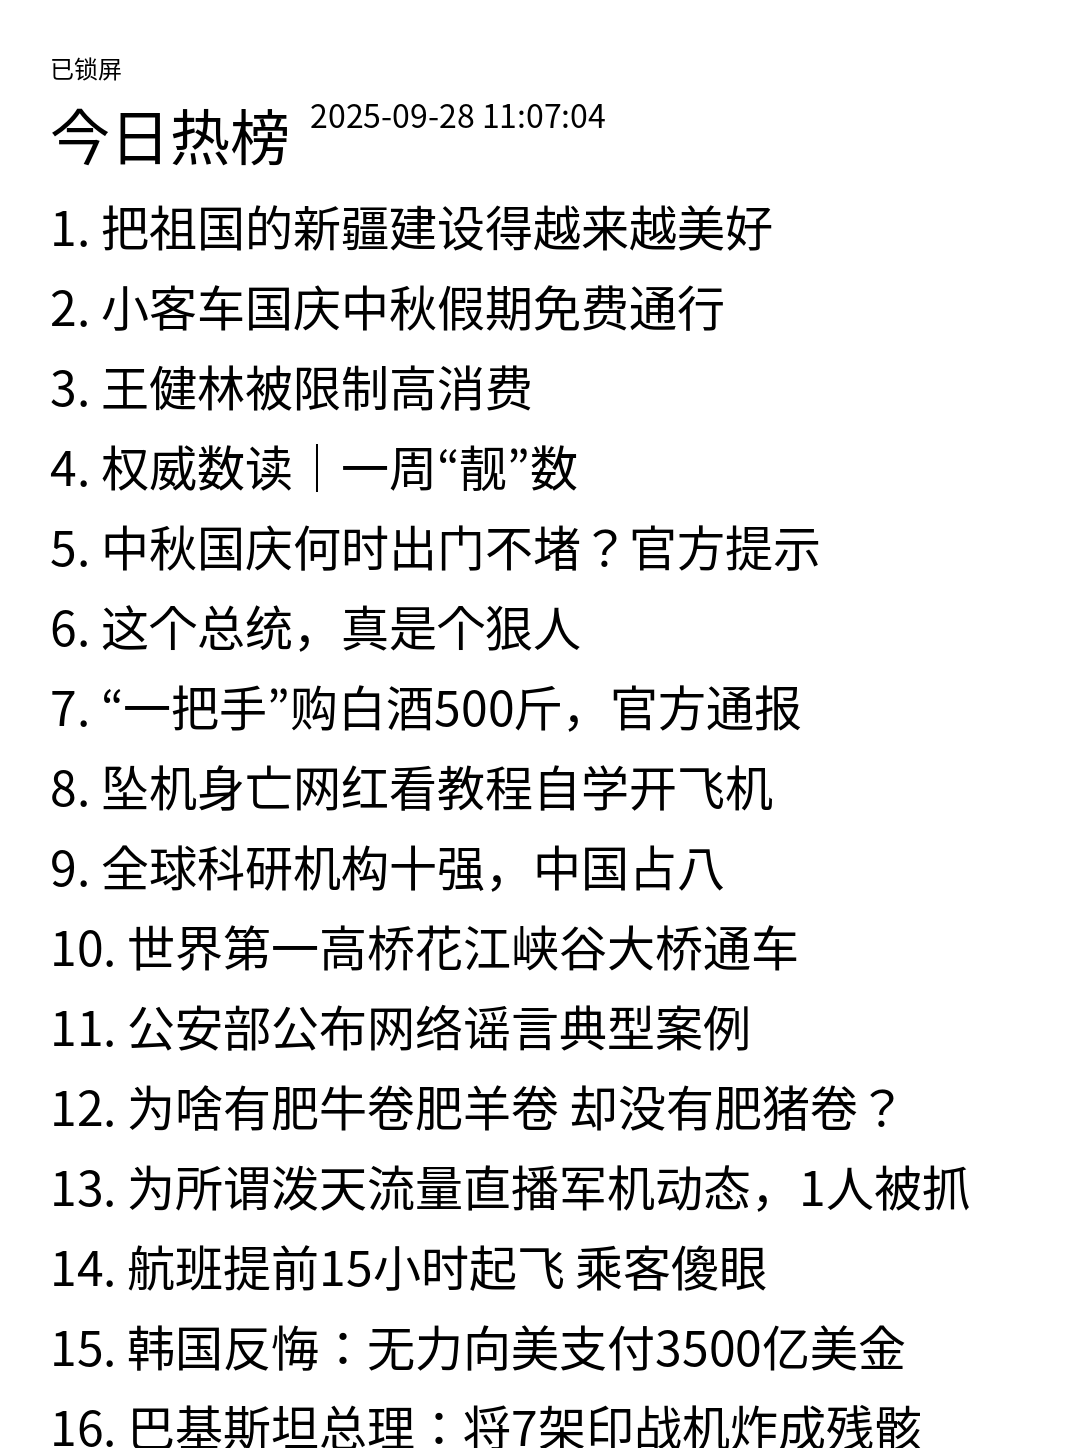 已锁屏
今日热榜 2025-09-28 11:07:04
1. 把祖国的新疆建设得越来越美好
2. 小客车国庆中秋假期免费通行
3. 王健林被限制高消费
4. 权威数读｜一周“靓”数
5. 中秋国庆何时出门不堵？官方提示
6. 这个总统，真是个狠人
7. “一把手”购白酒500斤，官方通报
8. 坠机身亡网红看教程自学开飞机
9. 全球科研机构十强，中国占八
10. 世界第一高桥花江峡谷大桥通车
11. 公安部公布网络谣言典型案例
12. 为啥有肥牛卷肥羊卷 却没有肥猪卷？
13. 为所谓泼天流量直播军机动态，1人被抓
14. 航班提前15小时起飞 乘客傻眼
15. 韩国反悔：无力向美支付3500亿美金
16. 巴基斯坦总理：将7架印战机炸成残骸